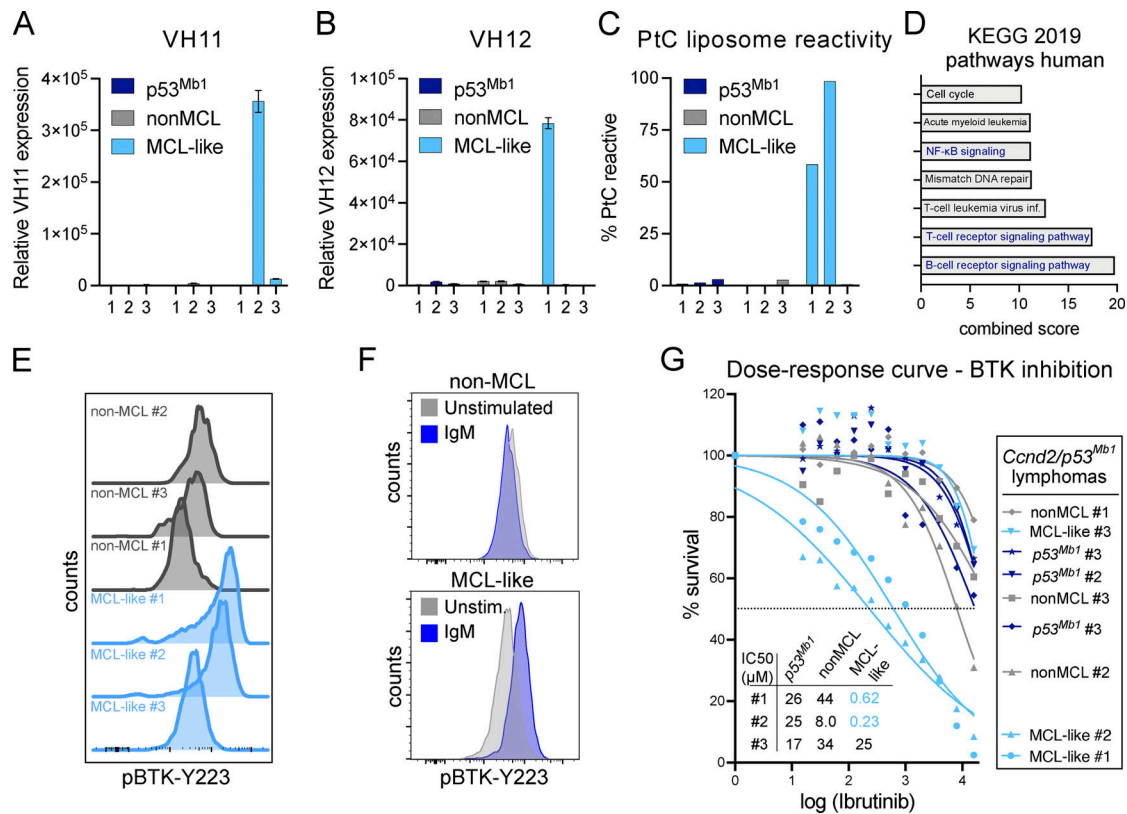 A
VH11
Relative VH11 expression
4×10⁵
3×10⁵
2×10⁵
1×10⁵
0
p53^Mb1
nonMCL
MCL-like
1 2 3 1 2 3 1 2 3
B
VH12
Relative VH12 expression
1×10⁵
8×10⁴
6×10⁴
4×10⁴
2×10⁴
0
p53^Mb1
nonMCL
MCL-like
1 2 3 1 2 3 1 2 3
C
PtC liposome reactivity
% PtC reactive
100
75
50
25
0
p53^Mb1
nonMCL
MCL-like
1 2 3 1 2 3 1 2 3
D
KEGG 2019
pathways human
Cell cycle
Acute myeloid leukemia
NF-κB signaling
Mismatch DNA repair
T-cell leukemia virus inf.
T-cell receptor signaling pathway
B-cell receptor signaling pathway
0 5 10 15 20
combined score
E
non-MCL #2
non-MCL #3
non-MCL #1
MCL-like #1
MCL-like #2
MCL-like #3
counts
pBTK-Y223
F
non-MCL
Unstimulated
IgM
counts
MCL-like
Unstim.
IgM
counts
pBTK-Y223
G
Dose-response curve - BTK inhibition
% survival
120
100
80
60
40
20
0
0 1 2 3 4
log (Ibrutinib)
IC50 (µM) p53^Mb1 nonMCL MCL-like
#1 26 44 0.62
#2 25 8.0 0.23
#3 17 34 25
Ccnd2/p53^Mb1
lymphomas
nonMCL #1
MCL-like #3
p53^Mb1 #3
p53^Mb1 #2
nonMCL #3
p53^Mb1 #3
nonMCL #2
MCL-like #2
MCL-like #1